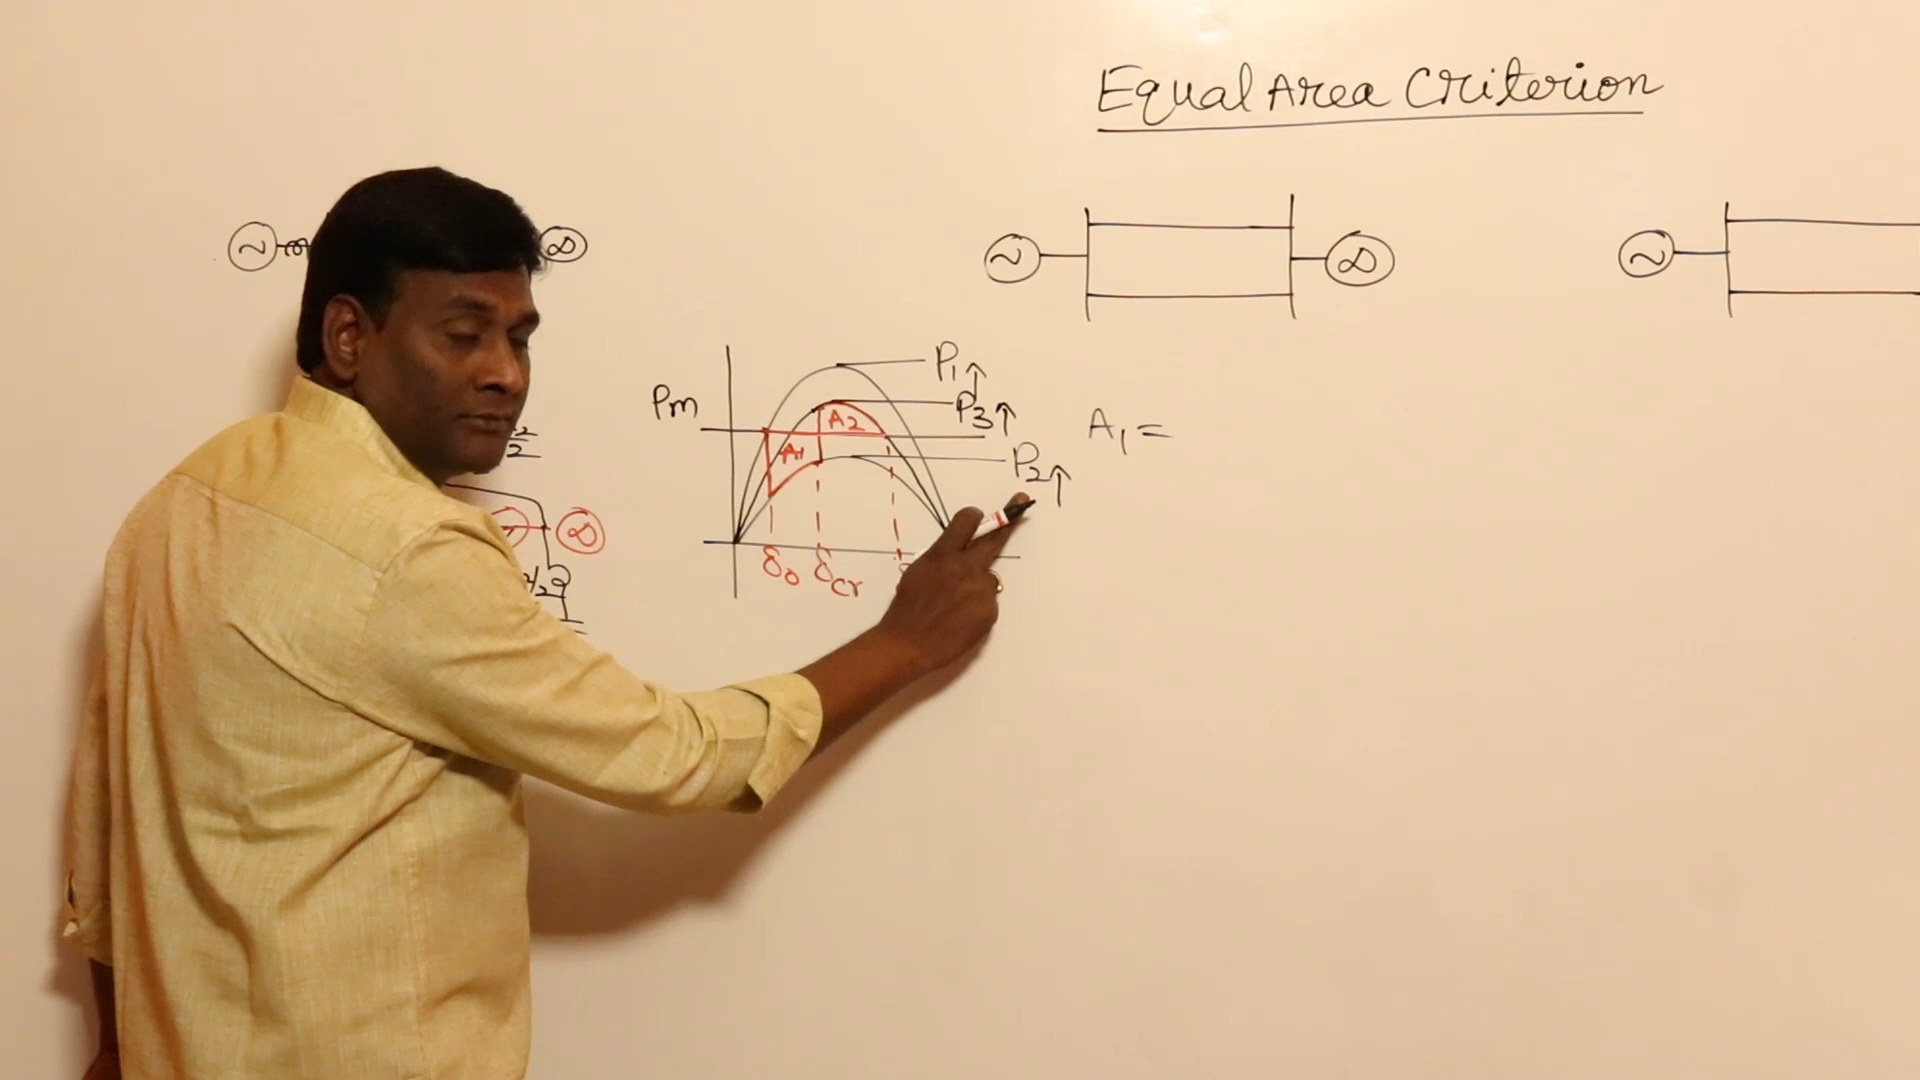 Equal Area Criterion
~ ∞
~ ∞
~
P1↑
Pm
P3↑
A2
A1 =
A1
P2↑
∞
δ0 δcr